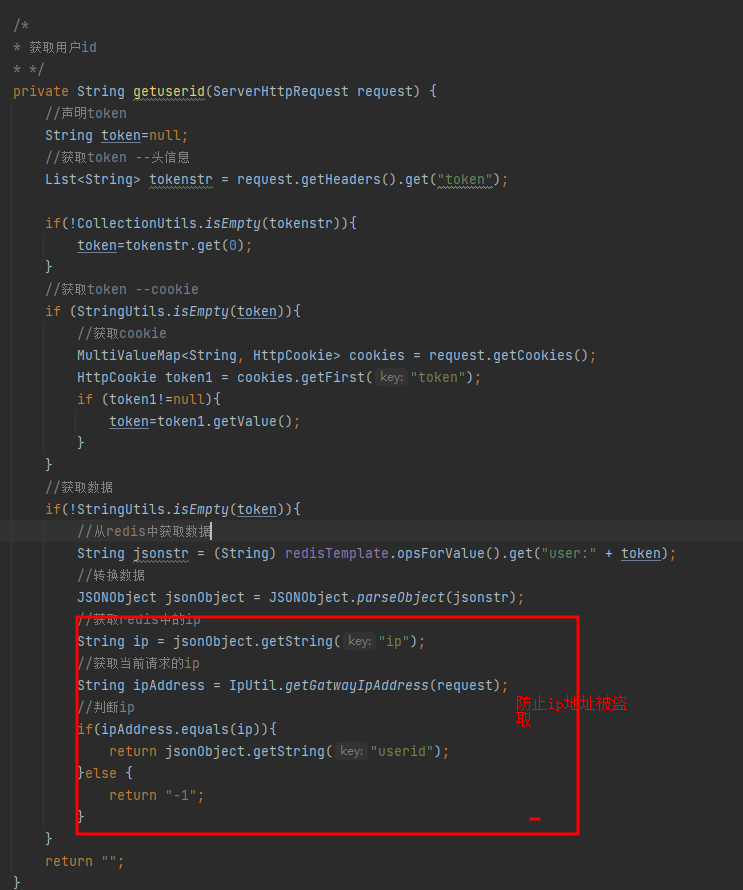 /*
* 获取用户id
* */
private String getuserid(ServerHttpRequest request) {
//声明token
String token=null;
//获取token --头信息
List<String> tokenstr = request.getHeaders().get("token");
if(!CollectionUtils.isEmpty(tokenstr)){
token=tokenstr.get(0);
}
//获取token --cookie
if (StringUtils.isEmpty(token)){
//获取cookie
MultiValueMap<String, HttpCookie> cookies = request.getCookies();
HttpCookie token1 = cookies.getFirst( key: "token");
if (token1!=null){
token=token1.getValue();
}
}
//获取数据
if(!StringUtils.isEmpty(token)){
//从redis中获取数据
String jsonstr = (String) redisTemplate.opsForValue().get("user:" + token);
//转换数据
JSONObject jsonObject = JSONObject.parseObject(jsonstr);
//获取redis中的ip
String ip = jsonObject.getString( key: "ip");
//获取当前请求的ip
String ipAddress = IpUtil.getGatwayIpAddress(request);
//判断ip
if(ipAddress.equals(ip)){
return jsonObject.getString( key: "userid");
}else {
return "-1";
}
防止ip地址被盗
取
}
return "";
}